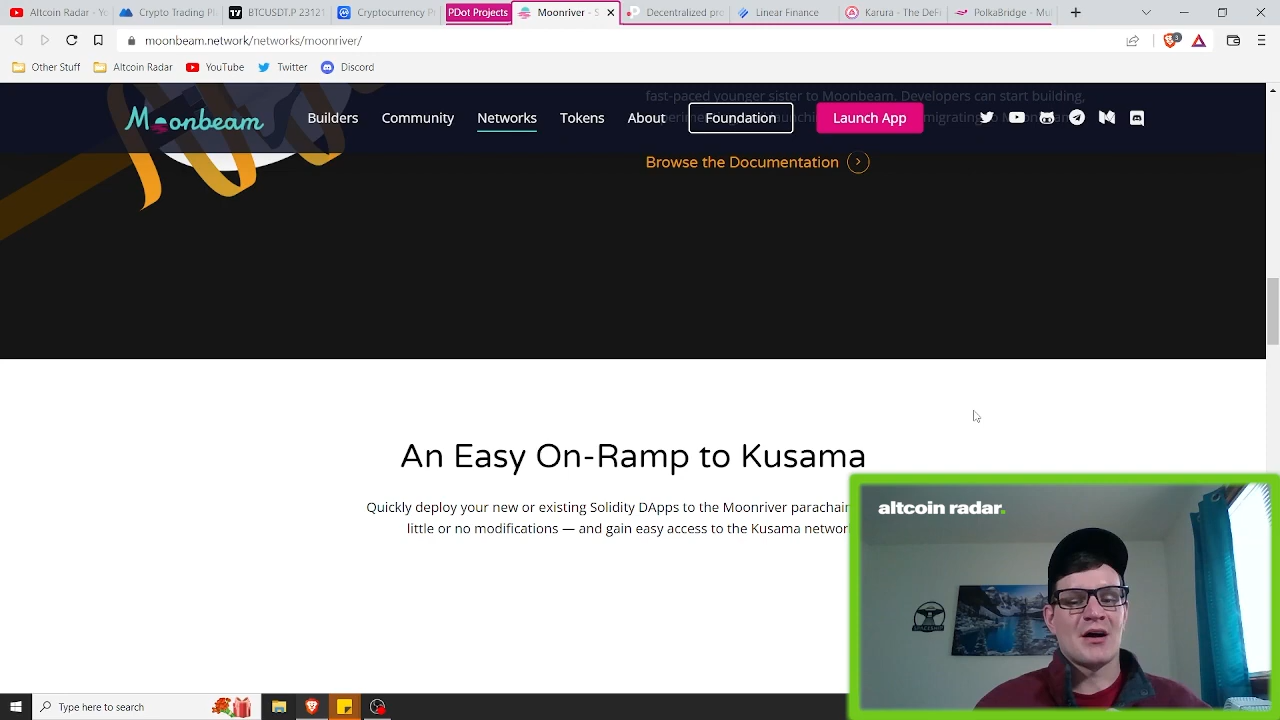 Altcoin Radar - Yo
Crypto Trading Pl
BTCUSDT.P 23121
Cryptocurrency P
PDot Projects
Moonriver - S
Decentralized pro
Linear Finance
Karura - The DeFi
PolkaBridge - Mul
moonbeam.network/networks/moonriver/
3
Other Stuff
Altcoin Radar
YouTube
Twitter
Discord
fast-paced younger sister to Moonbeam. Developers can start building,
Moonbeam
Builders
Community
Networks
Tokens
About
Foundation
Launch App
Browse the Documentation
An Easy On-Ramp to Kusama
Quickly deploy your new or existing Solidity DApps to the Moonriver parachain
little or no modifications — and gain easy access to the Kusama networ
altcoin radar.
Type here to search